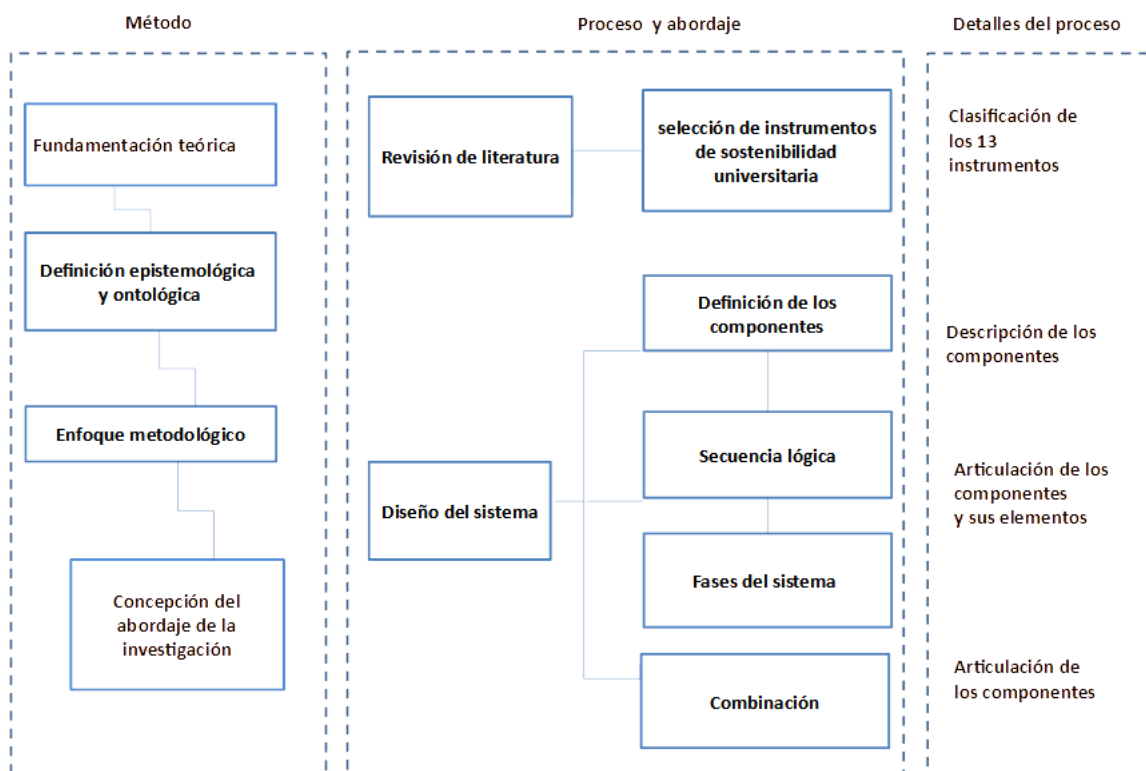 Método
Proceso y abordaje
Detalles del proceso
Fundamentación teórica
Definición epistemológica
y ontológica
Enfoque metodológico
Concepción del
abordaje de la
investigación
Revisión de literatura
selección de instrumentos
de sostenibilidad
universitaria
Diseño del sistema
Definición de los
componentes
Secuencia lógica
Fases del sistema
Combinación
Clasificación de
los 13
instrumentos
Descripción de los
componentes
Articulación de los
componentes
y sus elementos
Articulación de
los componentes